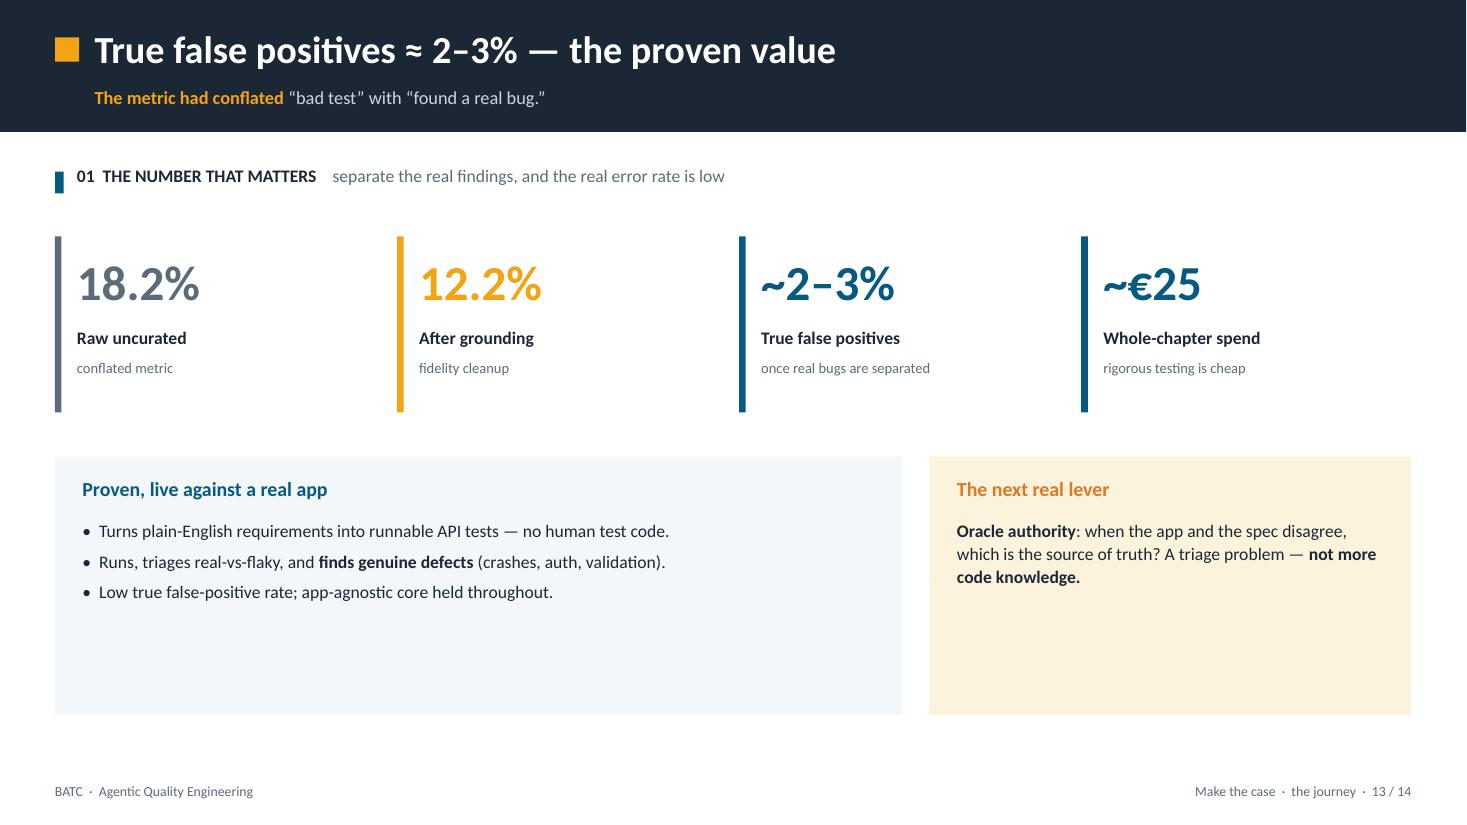 True false positives ≈ 2–3% — the proven value
The metric had conflated “bad test” with “found a real bug.”
01 THE NUMBER THAT MATTERS separate the real findings, and the real error rate is low
18.2%
Raw uncurated
conflated metric
12.2%
After grounding
fidelity cleanup
~2–3%
True false positives
once real bugs are separated
~€25
Whole-chapter spend
rigorous testing is cheap
Proven, live against a real app
• Turns plain-English requirements into runnable API tests — no human test code.
• Runs, triages real-vs-flaky, and finds genuine defects (crashes, auth, validation).
• Low true false-positive rate; app-agnostic core held throughout.
The next real lever
Oracle authority: when the app and the spec disagree,
which is the source of truth? A triage problem — not more
code knowledge.
BATC · Agentic Quality Engineering
Make the case · the journey · 13 / 14